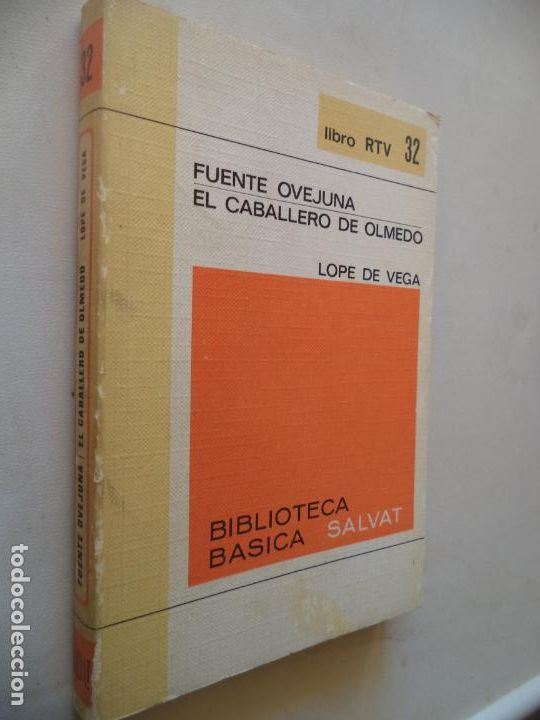 libro RTV 32
FUENTE OVEJUNA
EL CABALLERO DE OLMEDO
LOPE DE VEGA
BIBLIOTECA
BASICA SALVAT
32
FUENTE OVEJUNA / EL CABALLERO DE OLMEDO LOPE DE VEGA
todocoleccion.net